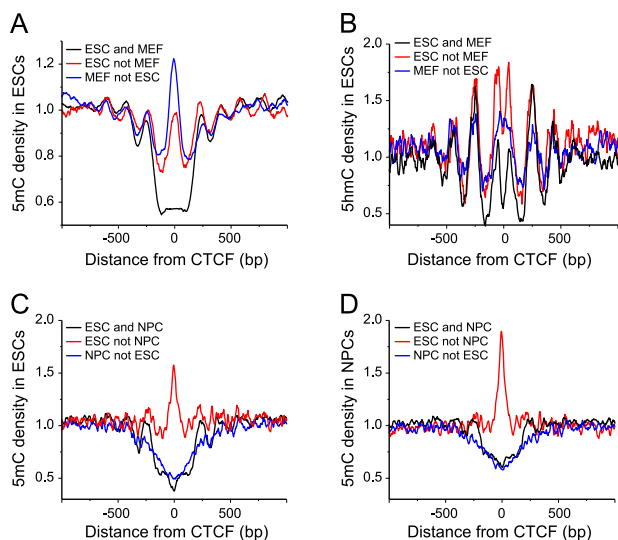 A
ESC and MEF
ESC not MEF
MEF not ESC
5mC density in ESCs
1.2
1.0
0.8
0.6
-500 0 500
Distance from CTCF (bp)
B
ESC and MEF
ESC not MEF
MEF not ESC
5hmC density in ESCs
2.0
1.5
1.0
0.5
-500 0 500
Distance from CTCF (bp)
C
ESC and NPC
ESC not NPC
NPC not ESC
5mC density in ESCs
2.0
1.5
1.0
0.5
-500 0 500
Distance from CTCF (bp)
D
ESC and NPC
ESC not NPC
NPC not ESC
5mC density in NPCs
2.0
1.5
1.0
0.5
-500 0 500
Distance from CTCF (bp)